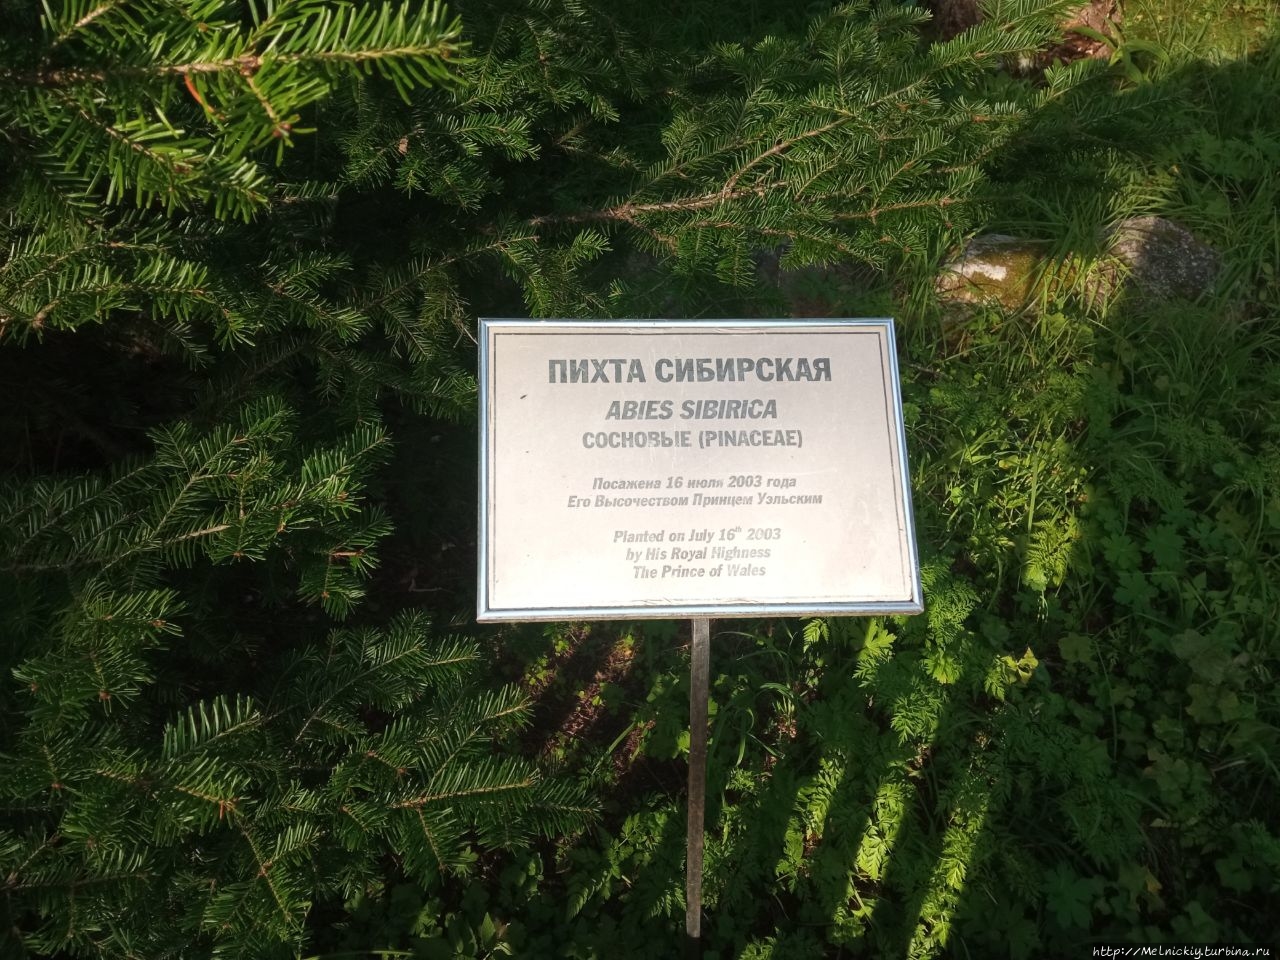 ПИХТА СИБИРСКАЯ
ABIES SIBIRICA
СОСНОВЫЕ (PINACEAE)
Посажена 16 июля 2003 года
Его Высочеством Принцем Уэльским
Planted on July 16th 2003
by His Royal Highness
The Prince of Wales
http://Melnickiy.turbina.ru